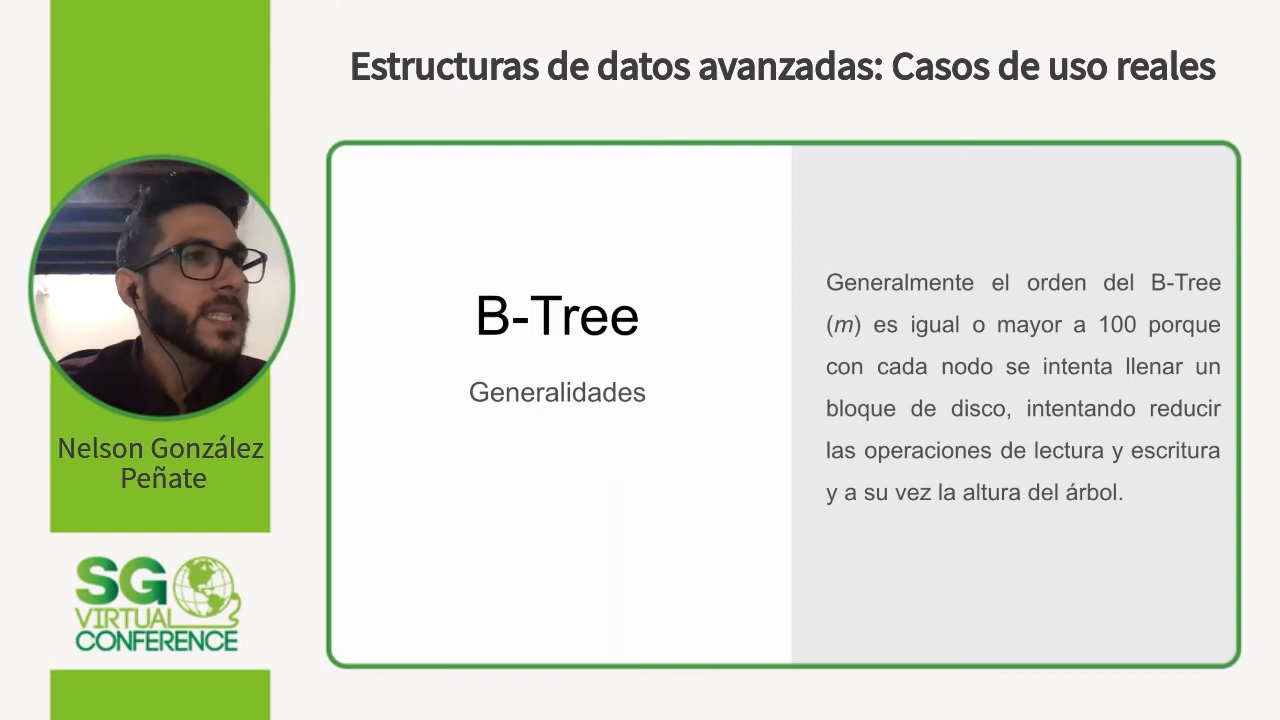 Estructuras de datos avanzadas: Casos de uso reales
B-Tree
Generalidades
Generalmente el orden del B-Tree
(m) es igual o mayor a 100 porque
con cada nodo se intenta llenar un
bloque de disco, intentando reducir
las operaciones de lectura y escritura
y a su vez la altura del árbol.
Nelson González
Peñate
SG
VIRTUAL
CONFERENCE